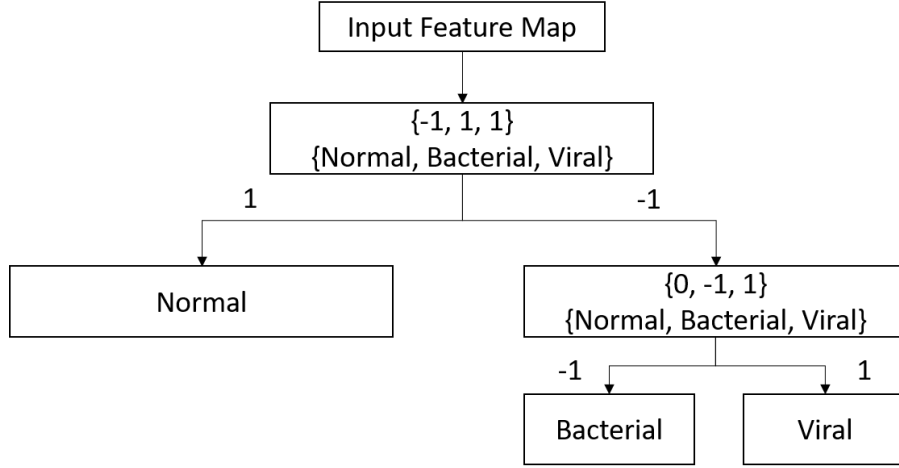 Input Feature Map
{-1, 1, 1}
{Normal, Bacterial, Viral}
1
-1
Normal
{0, -1, 1}
{Normal, Bacterial, Viral}
-1
1
Bacterial
Viral